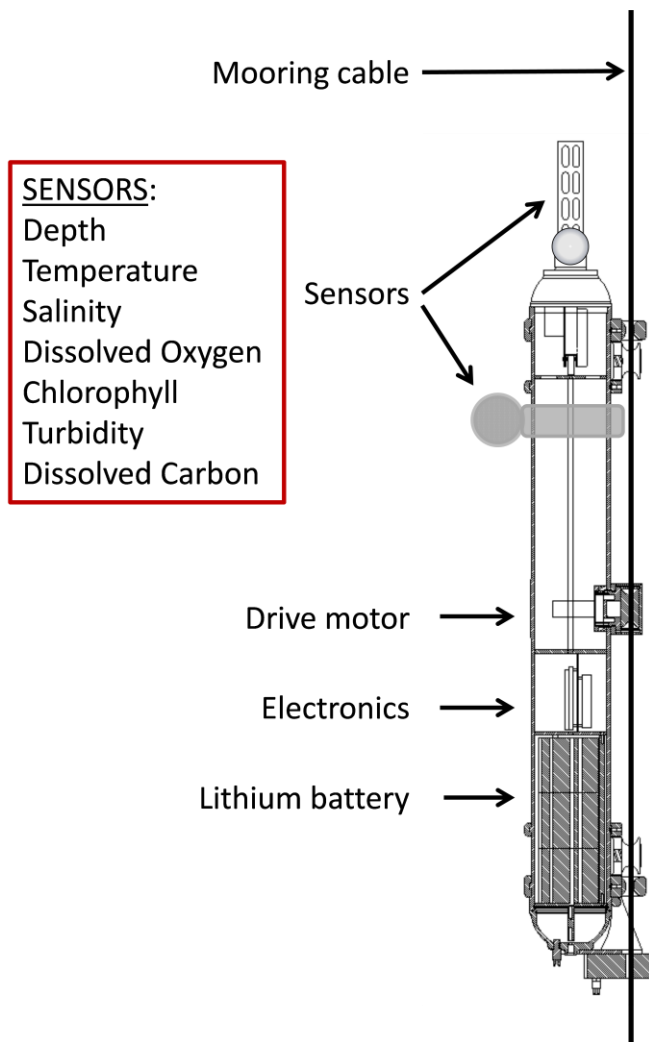 Mooring cable
SENSORS:
Depth
Temperature
Salinity
Dissolved Oxygen
Chlorophyll
Turbidity
Dissolved Carbon
Sensors
Drive motor
Electronics
Lithium battery